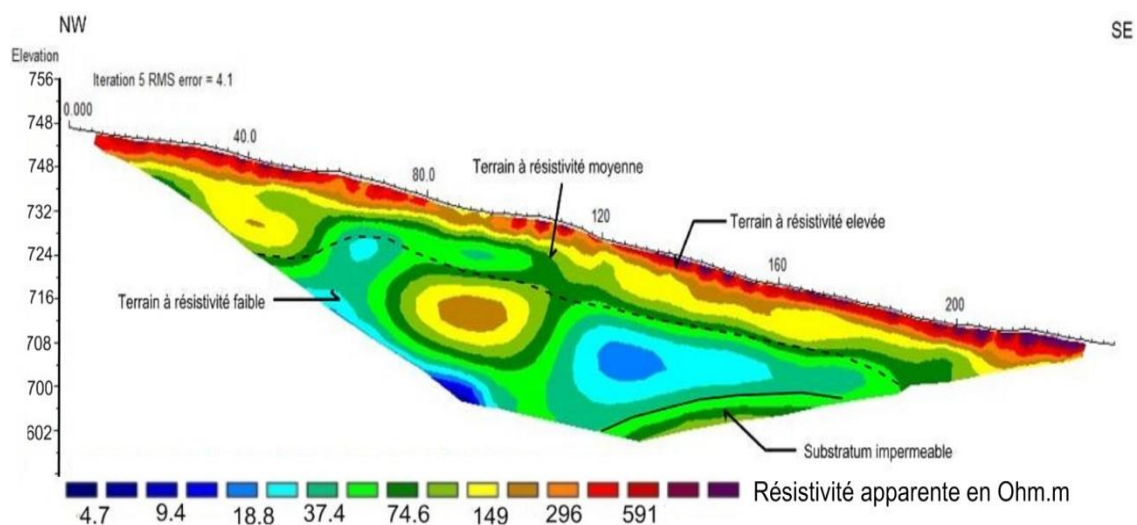 NW
SE
Elevation
Iteration 5 RMS error = 4.1
756
748
748
732
724
716
708
700
602
0.000
40.0
80.0
120
160
200
Terrain à résistivité moyenne
Terrain à résistivité elevée
Terrain à résistivité faible
Substratum impermeable
4.7 9.4 18.8 37.4 74.6 149 296 591
Résistivité apparente en Ohm.m